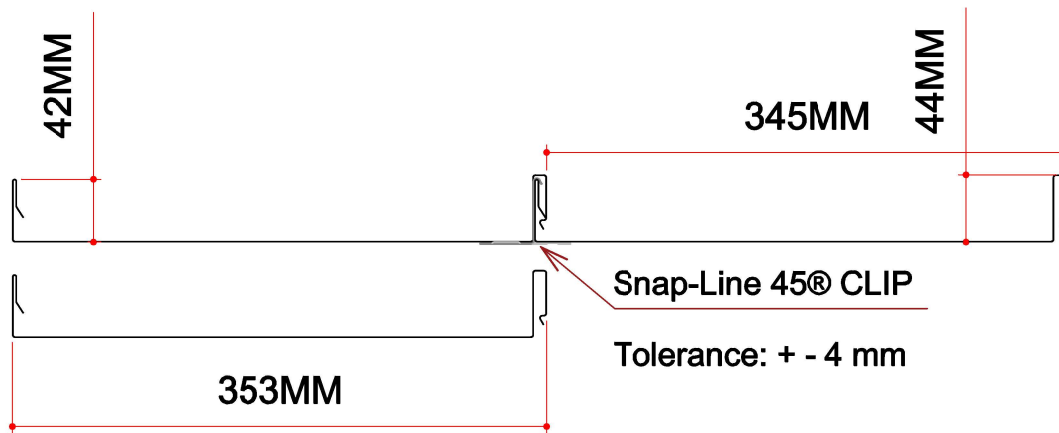 42MM
44MM
345MM
Snap-Line 45® CLIP
Tolerance: + - 4 mm
353MM